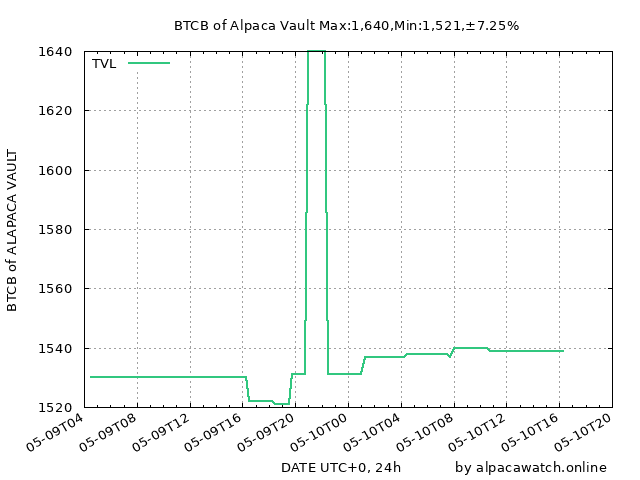 BTCB of Alpaca Vault Max:1,640,Min:1,521,±7.25%
TVL
BTCB of ALAPACA VAULT
1640
1620
1600
1580
1560
1540
1520
05-09T04
05-09T08
05-09T12
05-09T16
05-09T20
05-10T00
05-10T04
05-10T08
05-10T12
05-10T16
05-10T20
DATE UTC+0, 24h
by alpacawatch.online